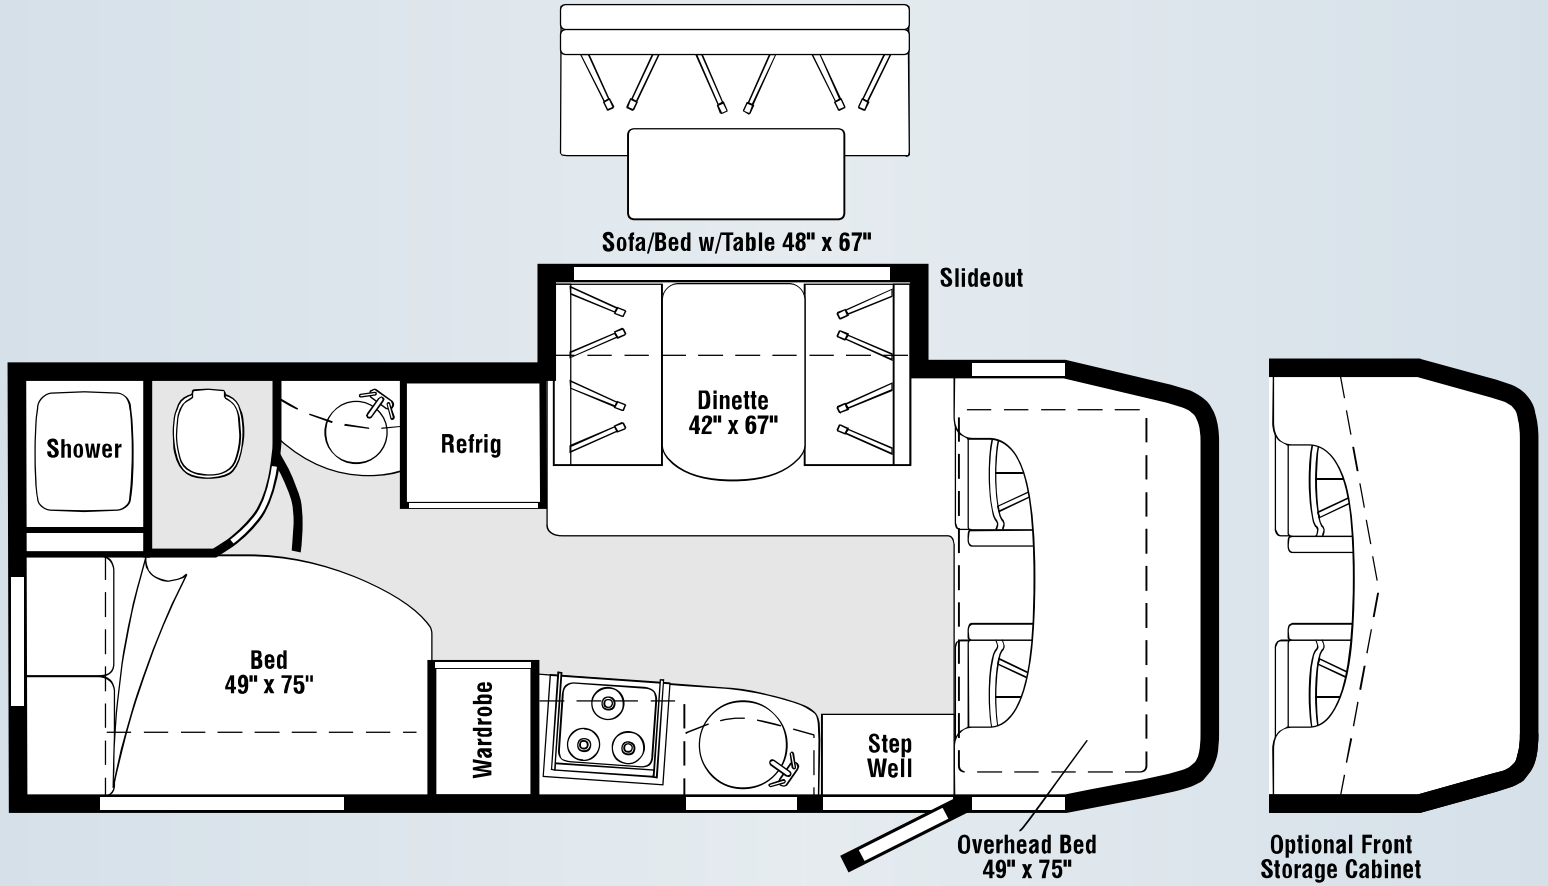 Sofa/Bed w/Table 48" x 67"
Slideout
Shower
Refrig
Dinette
42" x 67"
Bed
49" x 75"
Wardrobe
Step
Well
Overhead Bed
49" x 75"
Optional Front
Storage Cabinet